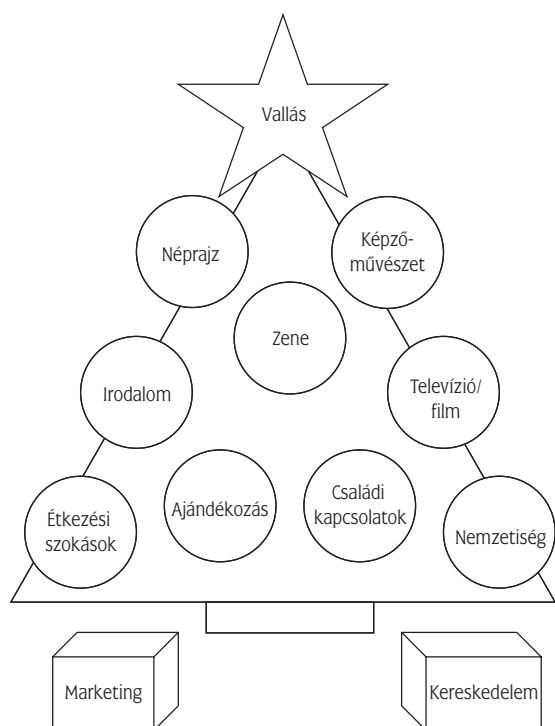 Vallás
Néprajz
Képző-
művészet
Zene
Irodalom
Televízió/
film
Étkezési
szokások
Ajándékozás
Családi
kapcsolatok
Nemzetiség
Marketing
Kereskedelem